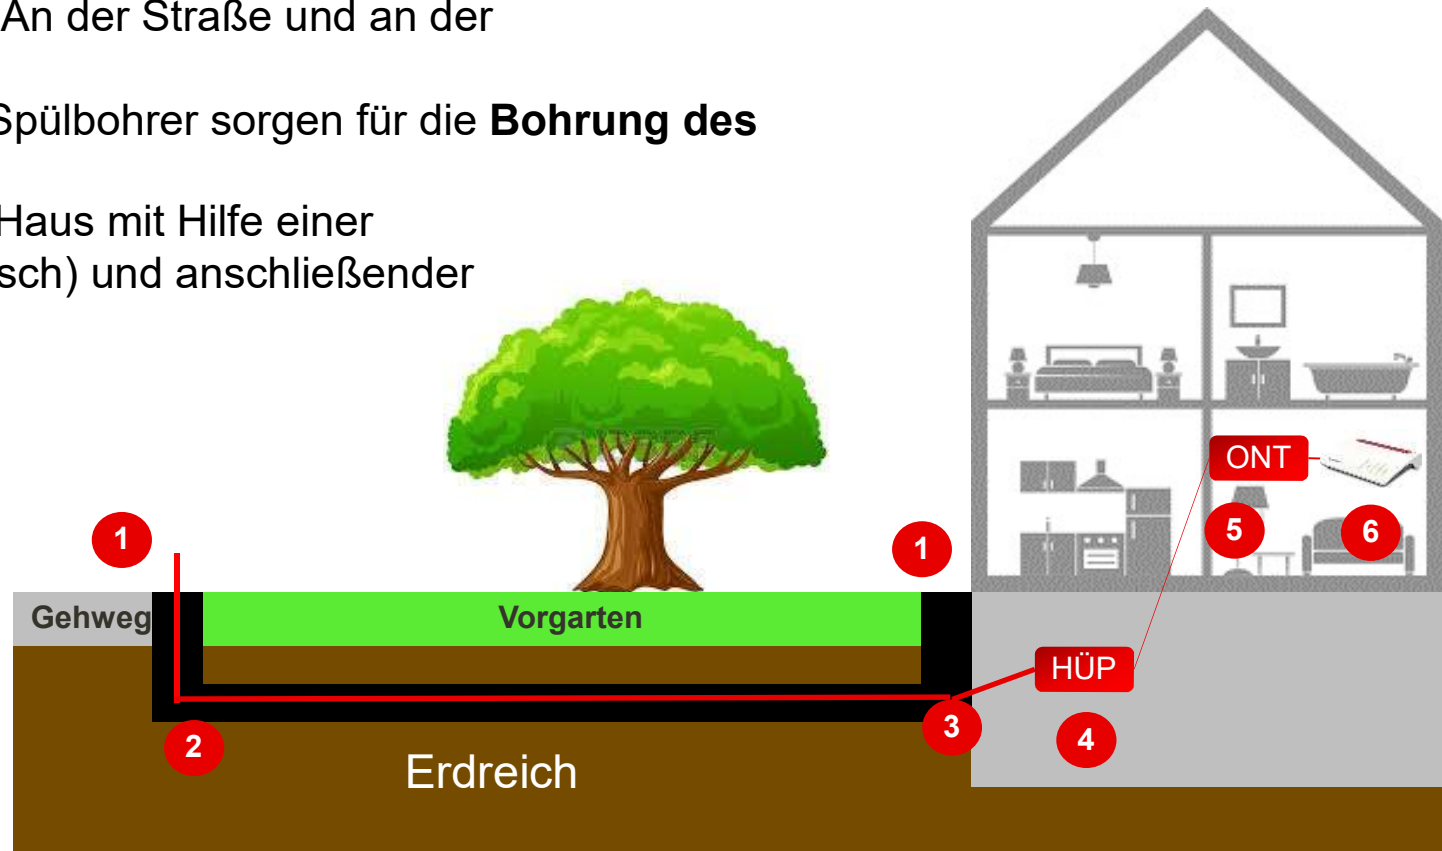 An der Straße und an der
Spülbohrer sorgen für die Bohrung des
Haus mit Hilfe einer
sch) und anschließender
ONT
1
1
5
6
Gehweg
Vorgarten
HÜP
2
3
4
Erdreich